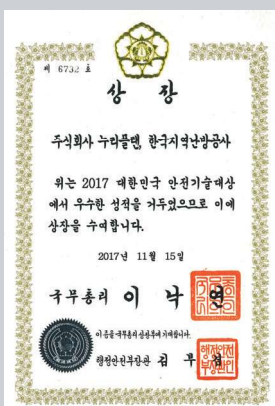 제 6732 호
상 장
주식회사 누리플랜, 한국지역난방공사
위는 2017 대한민국 안전기술대상
에서 우수한 성적을 거두었으므로 이에
상장을 수여합니다.
2017년 11월 15일
국무총리 이 낙 연
이 증을 국무총리 상장부에 기재합니다.
행정안전부장관 김 부 겸